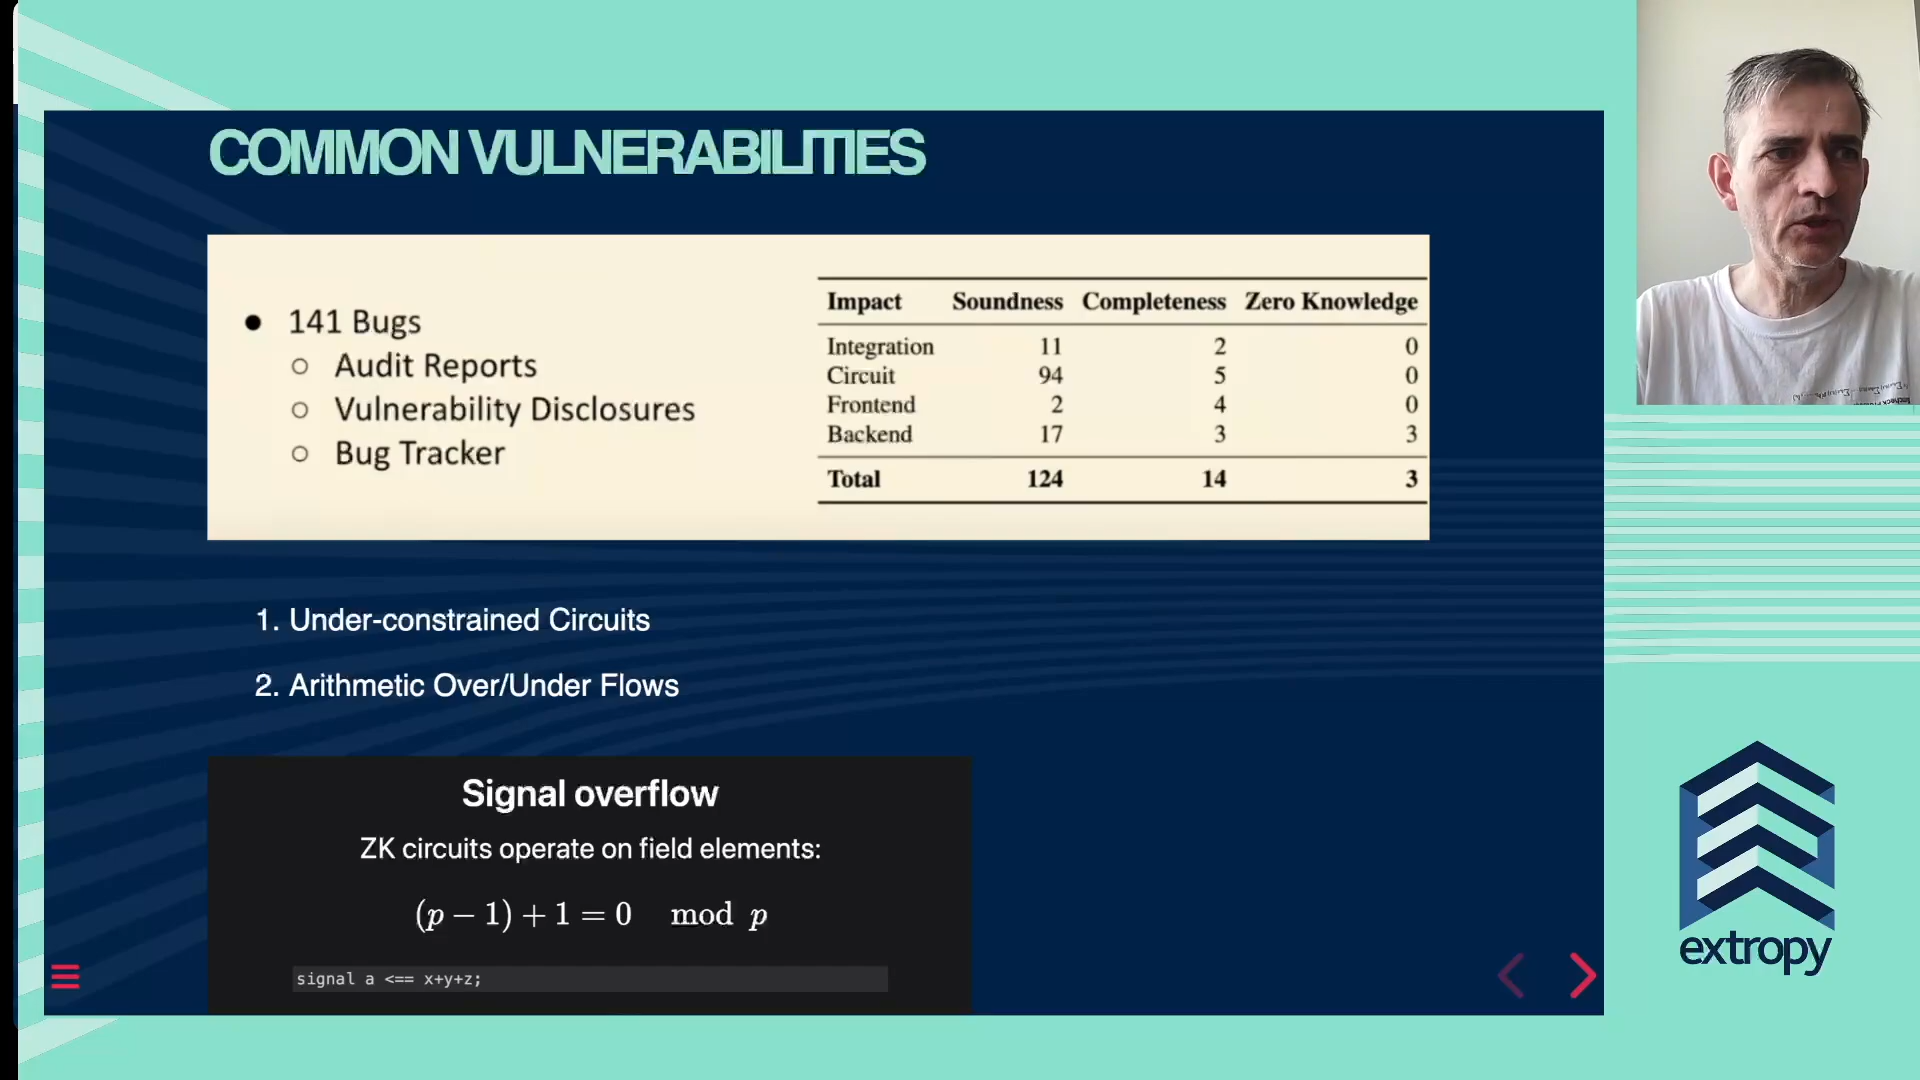 COMMON VULNERABILITIES
● 141 Bugs
○ Audit Reports
○ Vulnerability Disclosures
○ Bug Tracker
Impact Soundness Completeness Zero Knowledge
Integration 11 2 0
Circuit 94 5 0
Frontend 2 4 0
Backend 17 3 3
Total 124 14 3
1. Under-constrained Circuits
2. Arithmetic Over/Under Flows
Signal overflow
ZK circuits operate on field elements:
(p − 1) + 1 = 0 mod p
signal a <== x+y+z;
extropy